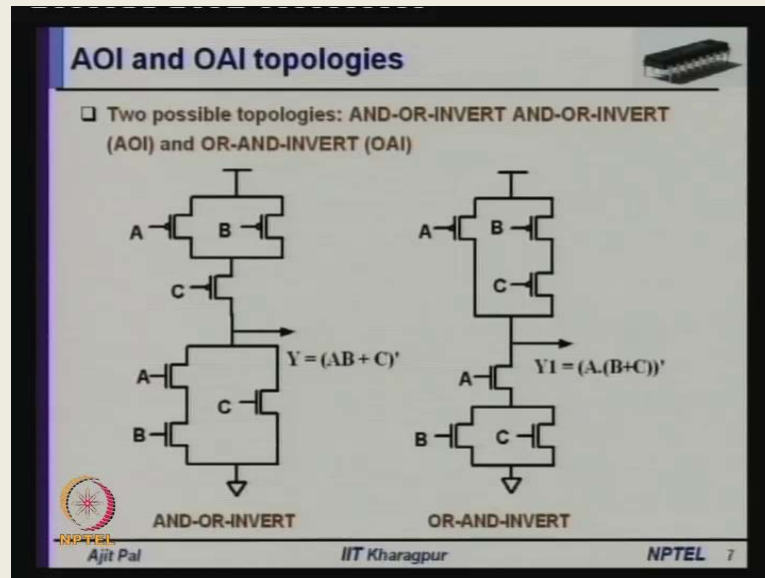 AOI and OAI topologies
Two possible topologies: AND-OR-INVERT AND-OR-INVERT
(AOI) and OR-AND-INVERT (OAI)
A B
C
Y = (AB + C)'
A
C
B
AND-OR-INVERT
A B
C
Y1 = (A.(B+C))'
A
B C
OR-AND-INVERT
NPTEL
Ajit Pal IIT Kharagpur NPTEL 7